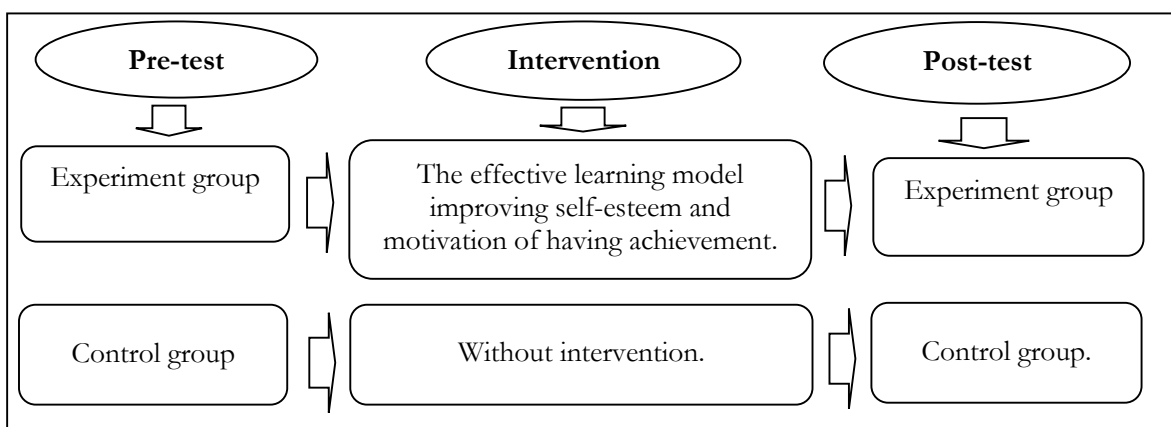 Pre-test
Intervention
Post-test
Experiment group
The effective learning model
improving self-esteem and
motivation of having achievement.
Experiment group
Control group
Without intervention.
Control group.